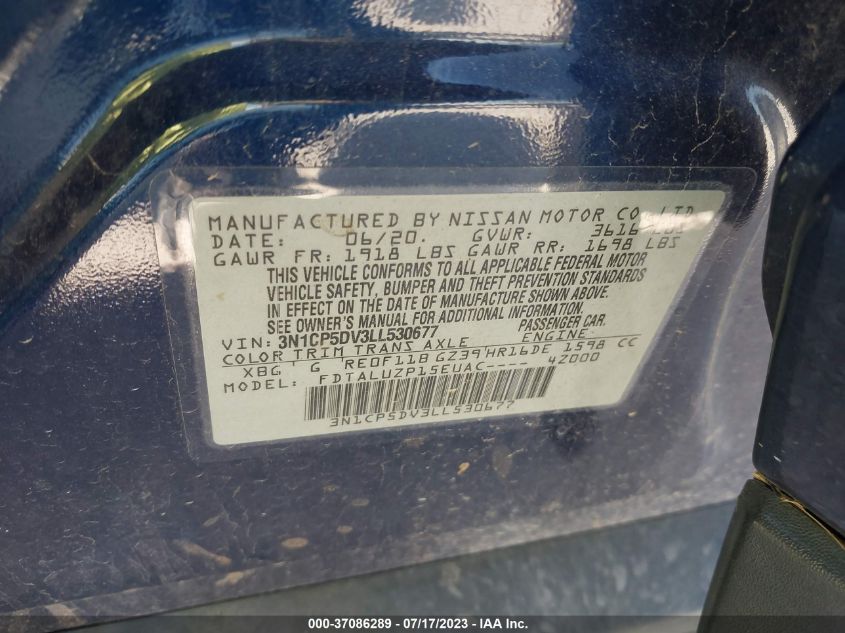 MANUFACTURED BY NISSAN MOTOR CO., LTD
DATE: 06/20. GVWR: 3616 LBS
GAWR FR: 1918 LBS GAWR RR: 1698 LBS
THIS VEHICLE CONFORMS TO ALL APPLICABLE FEDERAL MOTOR
VEHICLE SAFETY, BUMPER AND THEFT PREVENTION STANDARDS
IN EFFECT ON THE DATE OF MANUFACTURE SHOWN ABOVE.
SEE OWNER'S MANUAL FOR ADDITIONAL INFORMATION.
VIN: 3N1CP5DV3LL530677 PASSENGER CAR.
COLOR TRIM TRANS AXLE ENGINE:
XBG G RE0F11B GZ39 HR16DE 1598 CC
MODEL: FDTALUZP15EUAC---- 4Z000
3N1CP5DV3LL530677
000-37086289 - 07/17/2023 - IAA Inc.